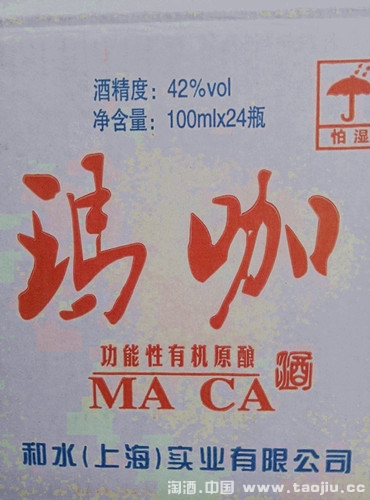 酒精度：42%vol
净含量：100mlx24瓶
怕湿
瑪咖
功能性有机原酿
MA CA
酒
和水(上海)实业有限公司
淘酒.中国 www.taojiu.cc